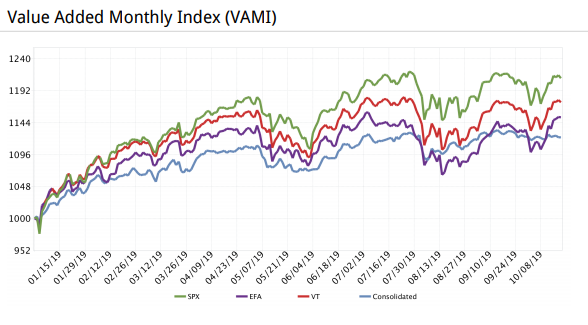 Value Added Monthly Index (VAMI)
1240
1192
1144
1096
1048
1000
952
01/15/19 01/29/19 02/12/19 02/26/19 03/12/19 03/26/19 04/09/19 04/23/19 05/07/19 05/21/19 06/04/19 06/18/19 07/02/19 07/16/19 07/30/19 08/13/19 08/27/19 09/10/19 09/24/19 10/08/19
SPX EFA VT Consolidated